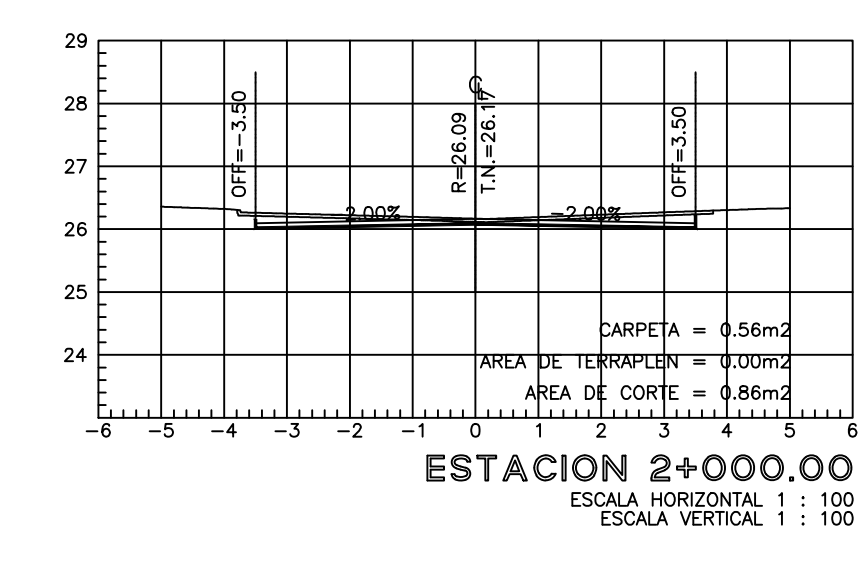 29
28
27
26
25
24
OFF=-3.50
R=26.09
T.N.=26.17
OFF=3.50
2.00%
-2.00%
CARPETA = 0.56m2
AREA DE TERRAPLEN = 0.00m2
AREA DE CORTE = 0.86m2
-6 -5 -4 -3 -2 -1 0 1 2 3 4 5 6
ESTACION 2+000.00
ESCALA HORIZONTAL 1 : 100
ESCALA VERTICAL 1 : 100